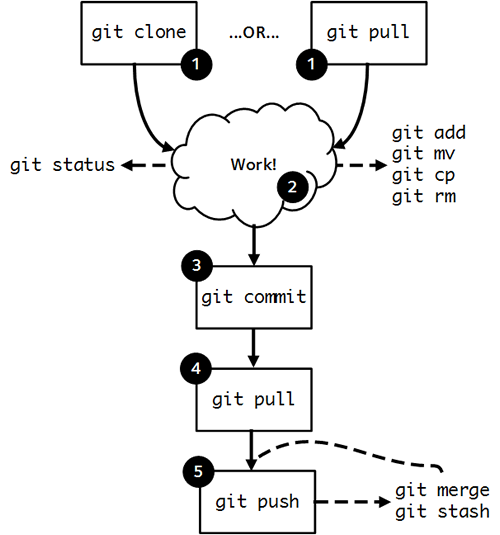 git clone
...OR...
git pull
1
1
git add
git mv
git cp
git rm
git status
Work!
2
3
git commit
4
git pull
5
git push
git merge
git stash